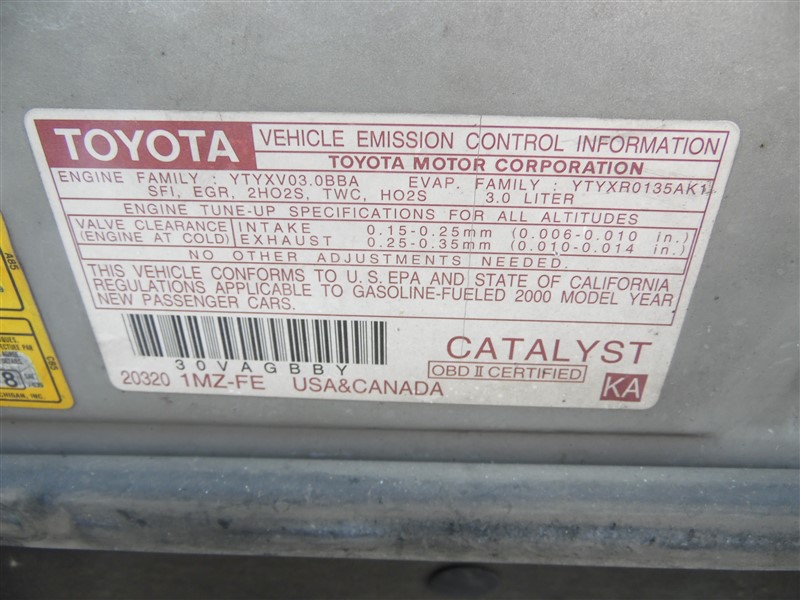 TOYOTA VEHICLE EMISSION CONTROL INFORMATION
TOYOTA MOTOR CORPORATION
ENGINE FAMILY : YTYXV03.0BBA EVAP. FAMILY : YTYXR0135AK1
SFI, EGR, 2HO2S, TWC, HO2S 3.0 LITER
ENGINE TUNE-UP SPECIFICATIONS FOR ALL ALTITUDES
VALVE CLEARANCE INTAKE 0.15-0.25mm (0.006-0.010 in.)
(ENGINE AT COLD) EXHAUST 0.25-0.35mm (0.010-0.014 in.)
NO OTHER ADJUSTMENTS NEEDED.
THIS VEHICLE CONFORMS TO U.S.EPA AND STATE OF CALIFORNIA
REGULATIONS APPLICABLE TO GASOLINE-FUELED 2000 MODEL YEAR
NEW PASSENGER CARS.
30VAGBBY
CATALYST
OBD II CERTIFIED
20320 1MZ-FE USA&CANADA
KA
A85
C85
8